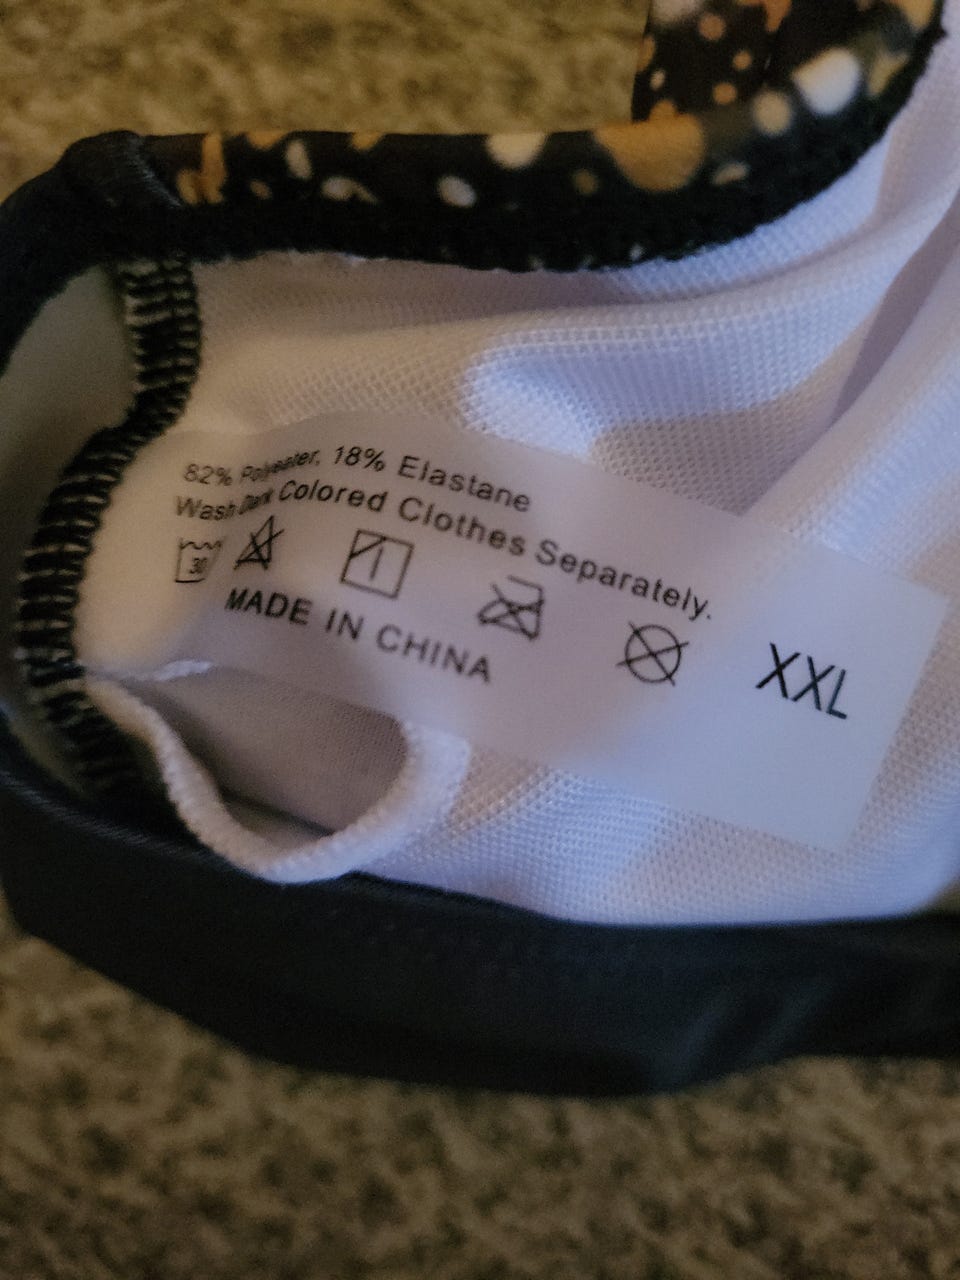 82% Polyester, 18% Elastane
Wash Dark Colored Clothes Separately.
30
MADE IN CHINA
XXL